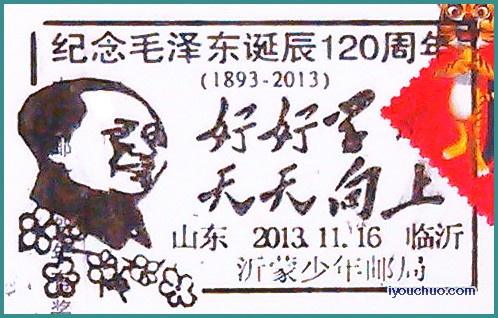 纪念毛泽东诞辰120周年
(1893-2013)
好好学
天天向上
山东 2013.11.16 临沂
沂蒙少年邮局
iyouchuo.com